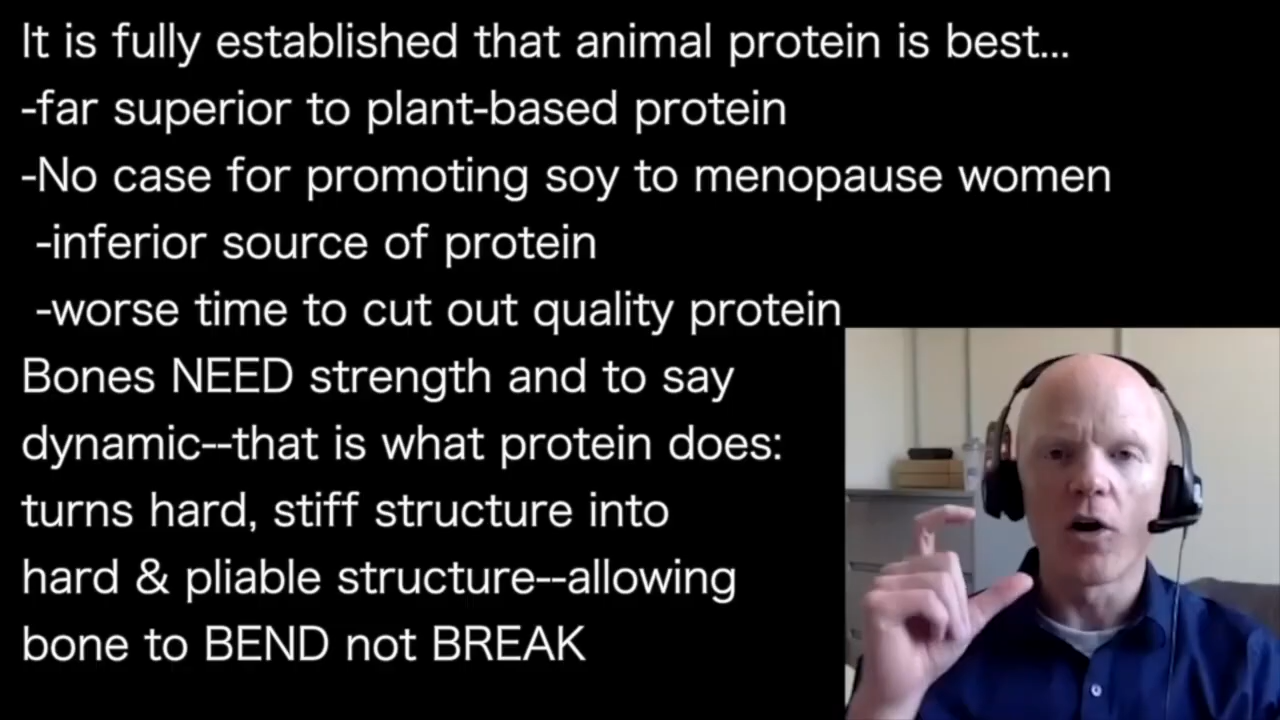 It is fully established that animal protein is best...
-far superior to plant-based protein
-No case for promoting soy to menopause women
-inferior source of protein
-worse time to cut out quality protein
Bones NEED strength and to say
dynamic--that is what protein does:
turns hard, stiff structure into
hard & pliable structure--allowing
bone to BEND not BREAK